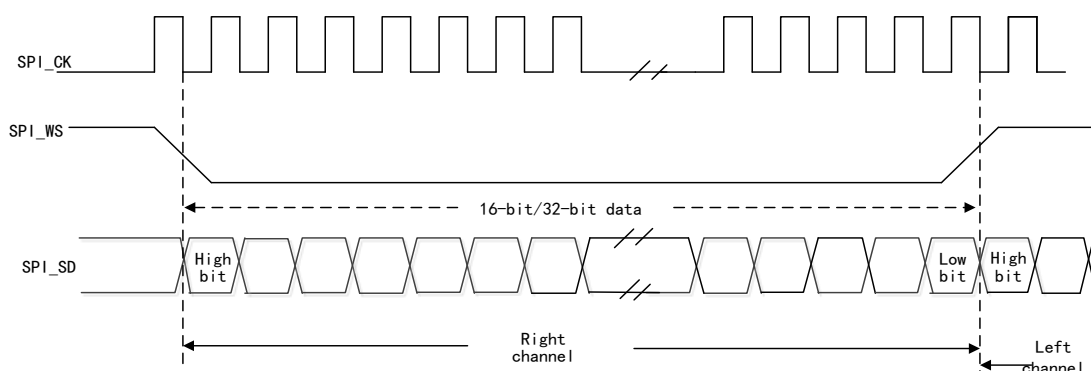 SPI_CK
SPI_WS
16-bit/32-bit data
SPI_SD
High
bit
Low
bit
High
bit
Right
channel
Left
channel